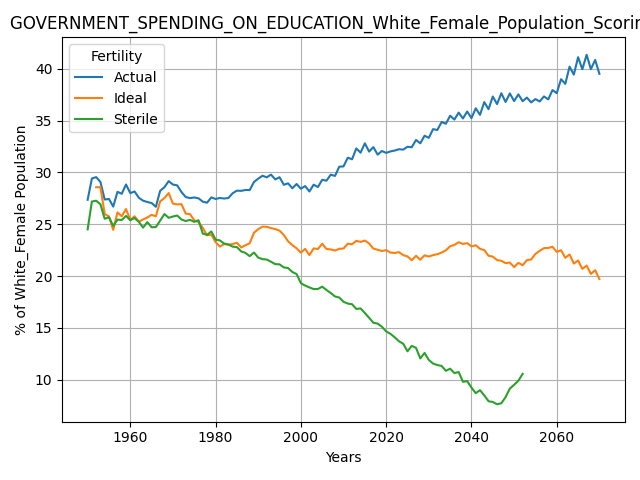 GOVERNMENT_SPENDING_ON_EDUCATION_White_Female_Population_Scorin
Fertility
Actual
Ideal
Sterile
% of White_Female Population
40
35
30
25
20
15
10
1960
1980
2000
2020
2040
2060
Years